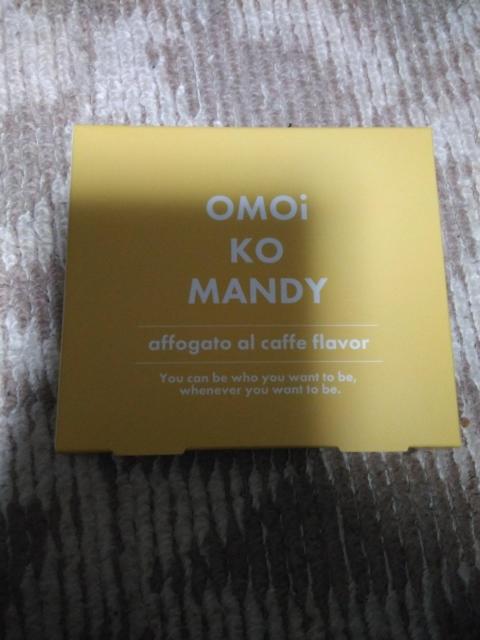 OMOi
KO
MANDY
affogato al caffe flavor
You can be who you want to be,
whenever you want to be.